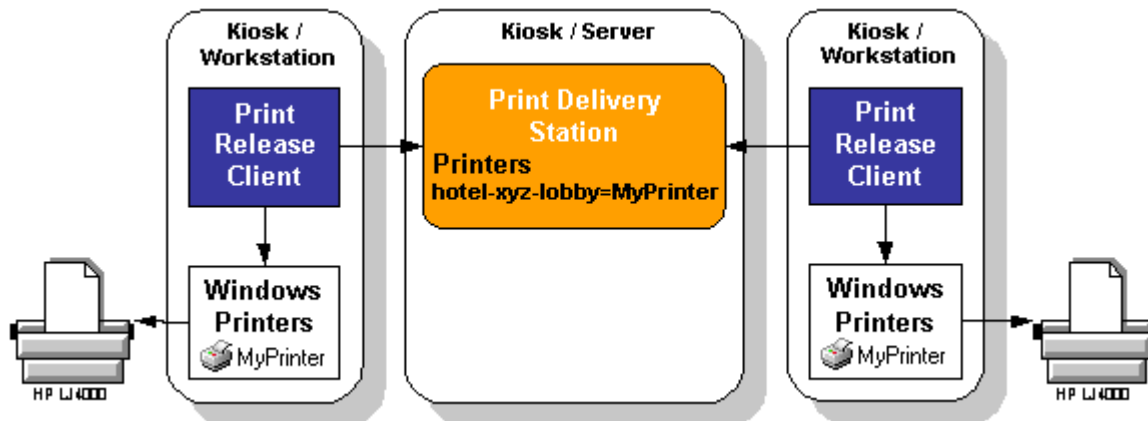 Kiosk /
Workstation
Print
Release
Client
Windows
Printers
MyPrinter
HP LJ4000
Kiosk / Server
Print Delivery
Station
Printers
hotel-xyz-lobby=MyPrinter
Kiosk /
Workstation
Print
Release
Client
Windows
Printers
MyPrinter
HP LJ4000